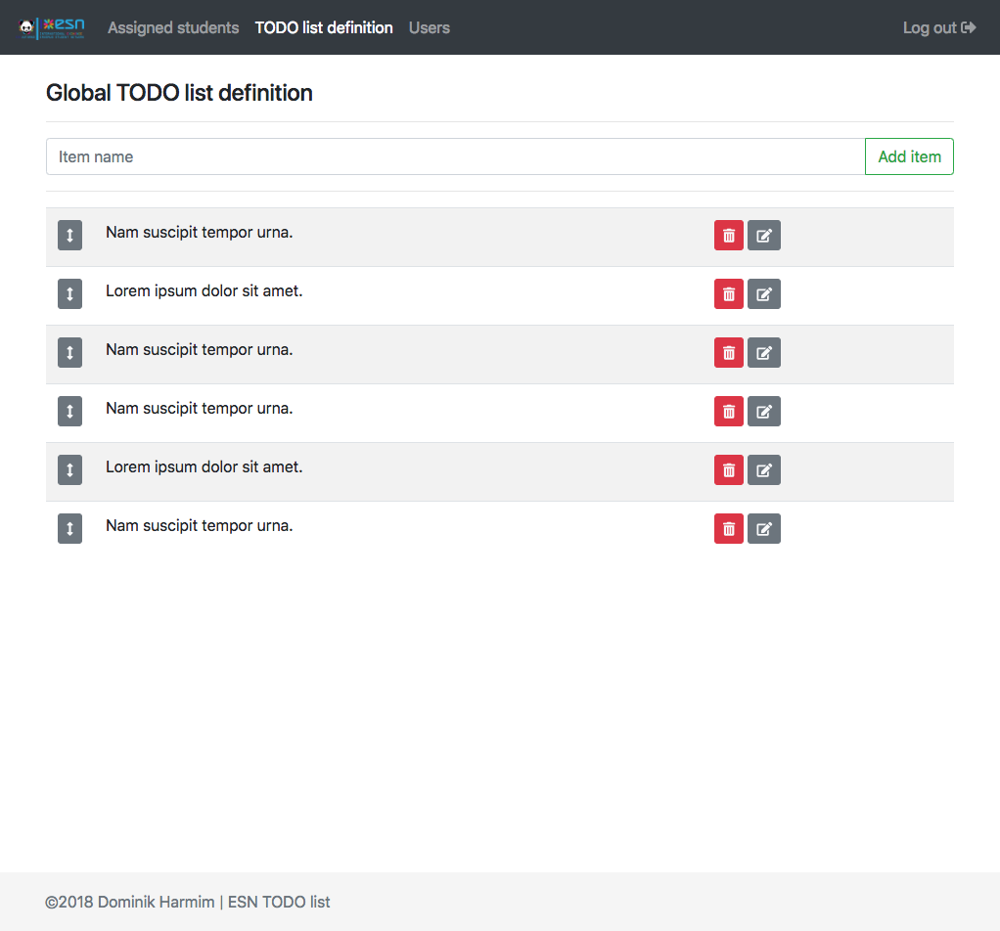 esn
Assigned students
TODO list definition
Users
Log out
Global TODO list definition
Item name
Add item
Nam suscipit tempor urna.
Lorem ipsum dolor sit amet.
Nam suscipit tempor urna.
Nam suscipit tempor urna.
Lorem ipsum dolor sit amet.
Nam suscipit tempor urna.
©2018 Dominik Harmim | ESN TODO list